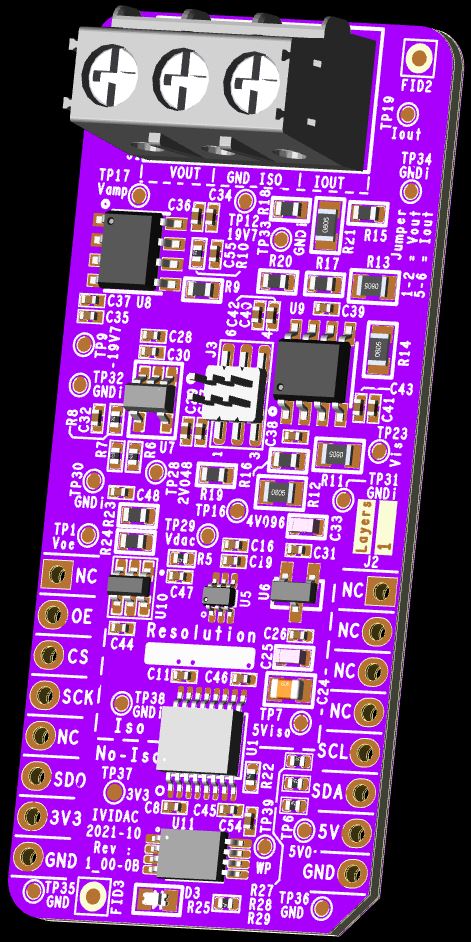 FID2
TP19
Iout
VOUT
GND_ISO
IOUT
TP17
Vamp
C34
C36
TP12
19V7
R18
TP33
GNDi
R21
R15
TP34
GNDi
Jumper
1-2 = Vout
5-6 = Iout
C55
R10
R9
R20
R17
R13
C37
U8
C35
C42
C40
U9
C39
TP9
-19V7
C28
C30
J3
6
4
R14
TP32
GNDi
R8
C32
U7
C43
C41
R7
R6
1
3
C38
TP23
TP30
GNDi
TP28
2V048
R19
R16
R11
TP31
GNDi
C48
R23
R24
TP16
4V096
R12
C33
Layers
1
J2
TP1
Voe
TP29
Vdac
C16
C19
C31
R5
C47
U10
U5
U6
NC
OE
CS
SCK
NC
SDO
3V3
GND
NC
NC
NC
NC
SCL
SDA
5V
GND
C44
Resolution
C26
C25
C24
C11
C46
TP38
GNDi
Iso
TP7
5Viso
No-Iso
U1
TP37
3V3
R22
C8
C45
C54
TP39
WP
TP6
5V0
IVIDAC
2021-10
Rev :
1_00-0B
U11
TP35
GND
FID3
D3
R25
R27
R28
R29
TP36
GND